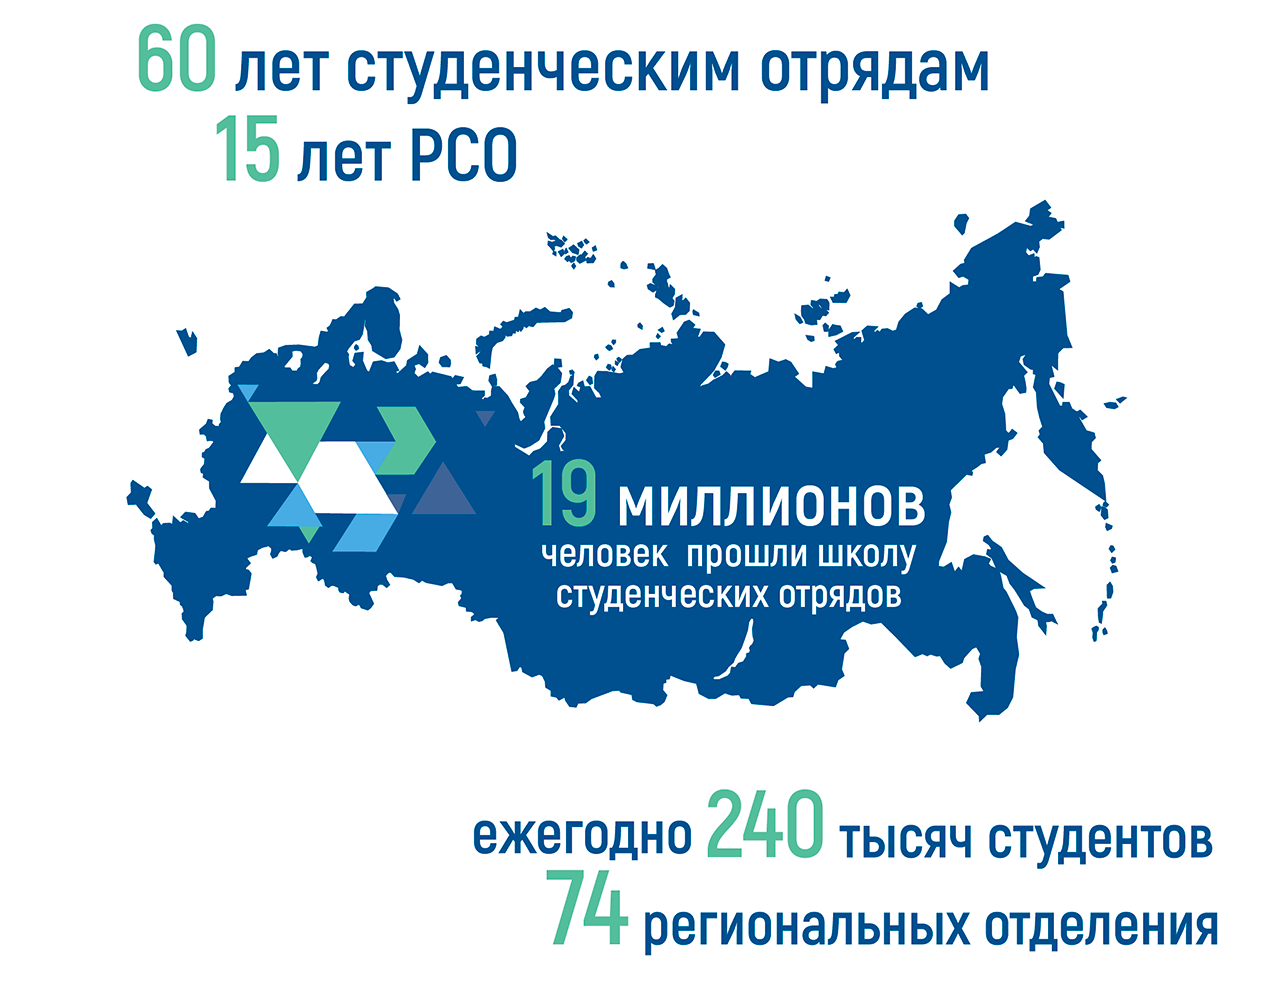 60 лет студенческим отрядам
15 лет РСО
19 миллионов
человек прошли школу
студенческих отрядов
ежегодно 240 тысяч студентов
74 региональных отделения